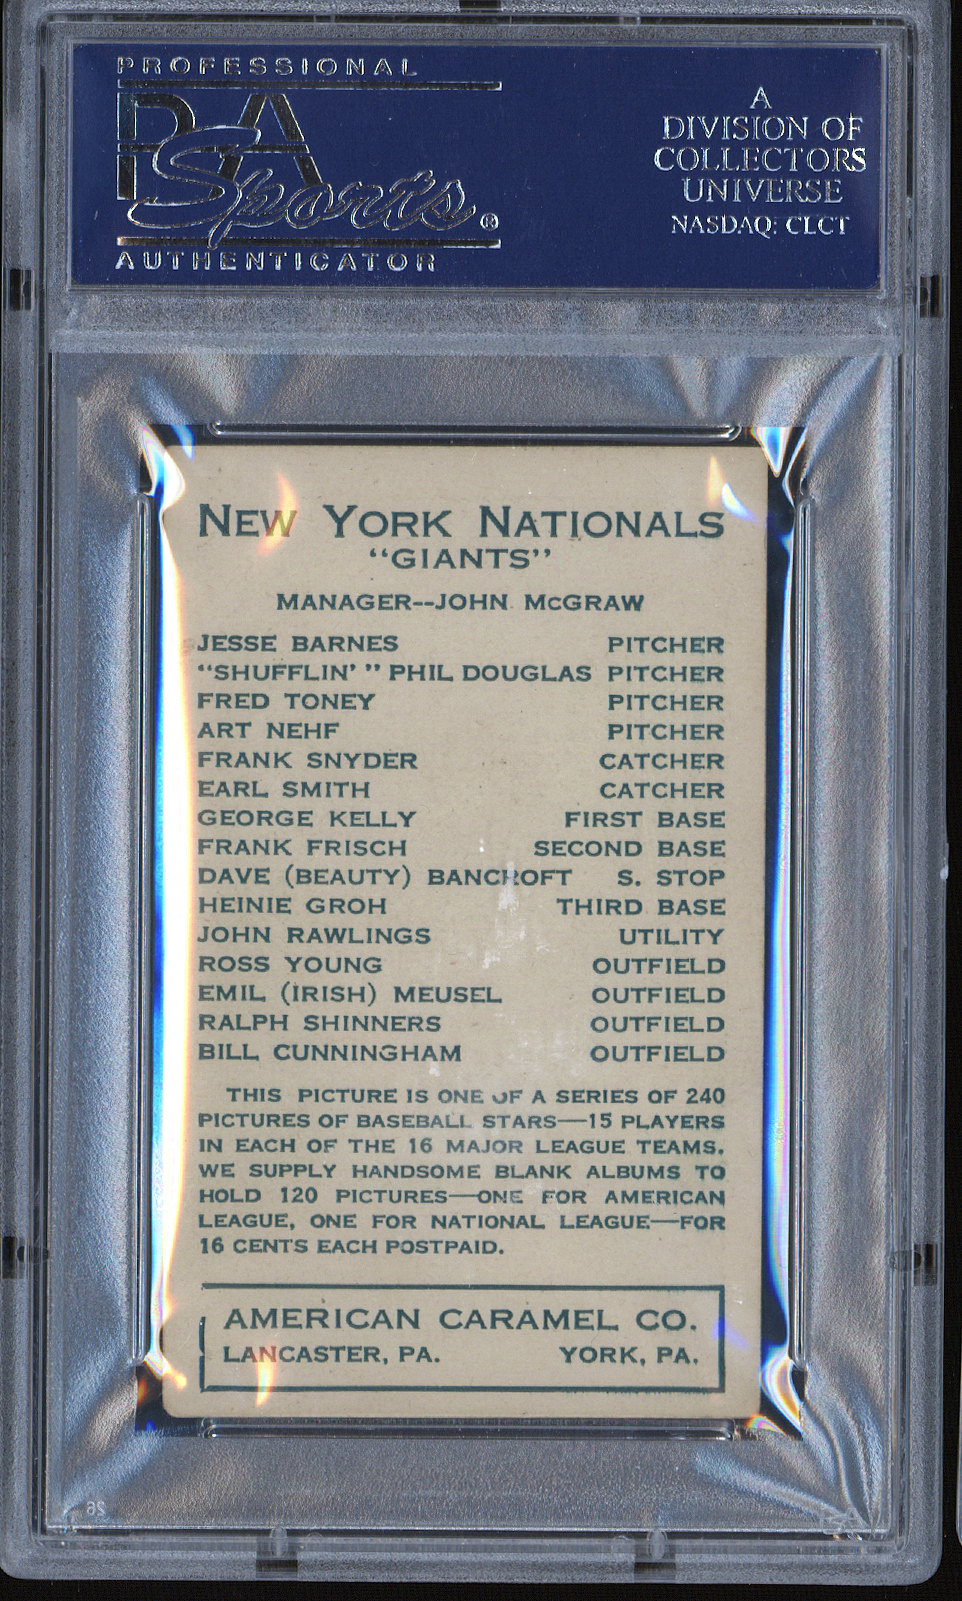 PROFESSIONAL
PSA
Sports®
AUTHENTICATOR
A
DIVISION OF
COLLECTORS
UNIVERSE
NASDAQ: CLCT
NEW YORK NATIONALS
“GIANTS”
MANAGER--JOHN McGRAW
JESSE BARNES PITCHER
“SHUFFLIN’ ” PHIL DOUGLAS PITCHER
FRED TONEY PITCHER
ART NEHF PITCHER
FRANK SNYDER CATCHER
EARL SMITH CATCHER
GEORGE KELLY FIRST BASE
FRANK FRISCH SECOND BASE
DAVE (BEAUTY) BANCROFT S. STOP
HEINIE GROH THIRD BASE
JOHN RAWLINGS UTILITY
ROSS YOUNG OUTFIELD
EMIL (IRISH) MEUSEL OUTFIELD
RALPH SHINNERS OUTFIELD
BILL CUNNINGHAM OUTFIELD
THIS PICTURE IS ONE OF A SERIES OF 240
PICTURES OF BASEBALL STARS—15 PLAYERS
IN EACH OF THE 16 MAJOR LEAGUE TEAMS.
WE SUPPLY HANDSOME BLANK ALBUMS TO
HOLD 120 PICTURES—ONE FOR AMERICAN
LEAGUE, ONE FOR NATIONAL LEAGUE—FOR
16 CENTS EACH POSTPAID.
AMERICAN CARAMEL CO.
LANCASTER, PA. YORK, PA.
26